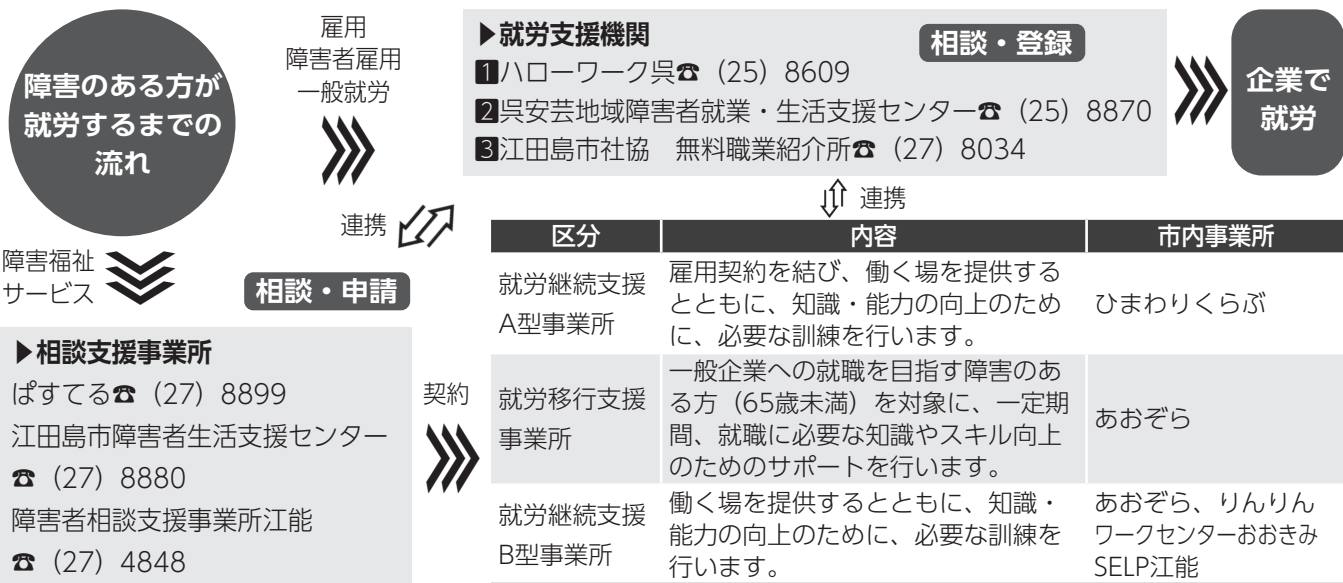 障害のある方が
就労するまでの
流れ
雇用
障害者雇用
一般就労
▶就労支援機関
相談・登録
1ハローワーク呉☎（25）8609
2呉安芸地域障害者就業・生活支援センター☎（25）8870
3江田島市社協　無料職業紹介所☎（27）8034
企業で
就労
連携
連携
障害福祉
サービス
相談・申請
▶相談支援事業所
ぱすてる☎（27）8899
江田島市障害者生活支援センター
☎（27）8880
障害者相談支援事業所江能
☎（27）4848
契約
区分
内容
市内事業所
就労継続支援
A型事業所
雇用契約を結び、働く場を提供する
とともに、知識・能力の向上のため
に、必要な訓練を行います。
ひまわりくらぶ
就労移行支援
事業所
一般企業への就職を目指す障害のあ
る方（65歳未満）を対象に、一定期
間、就職に必要な知識やスキル向上
のためのサポートを行います。
あおぞら
就労継続支援
B型事業所
働く場を提供するとともに、知識・
能力の向上のために、必要な訓練を
行います。
あおぞら、りんりん
ワークセンターおおきみ
SELP江能